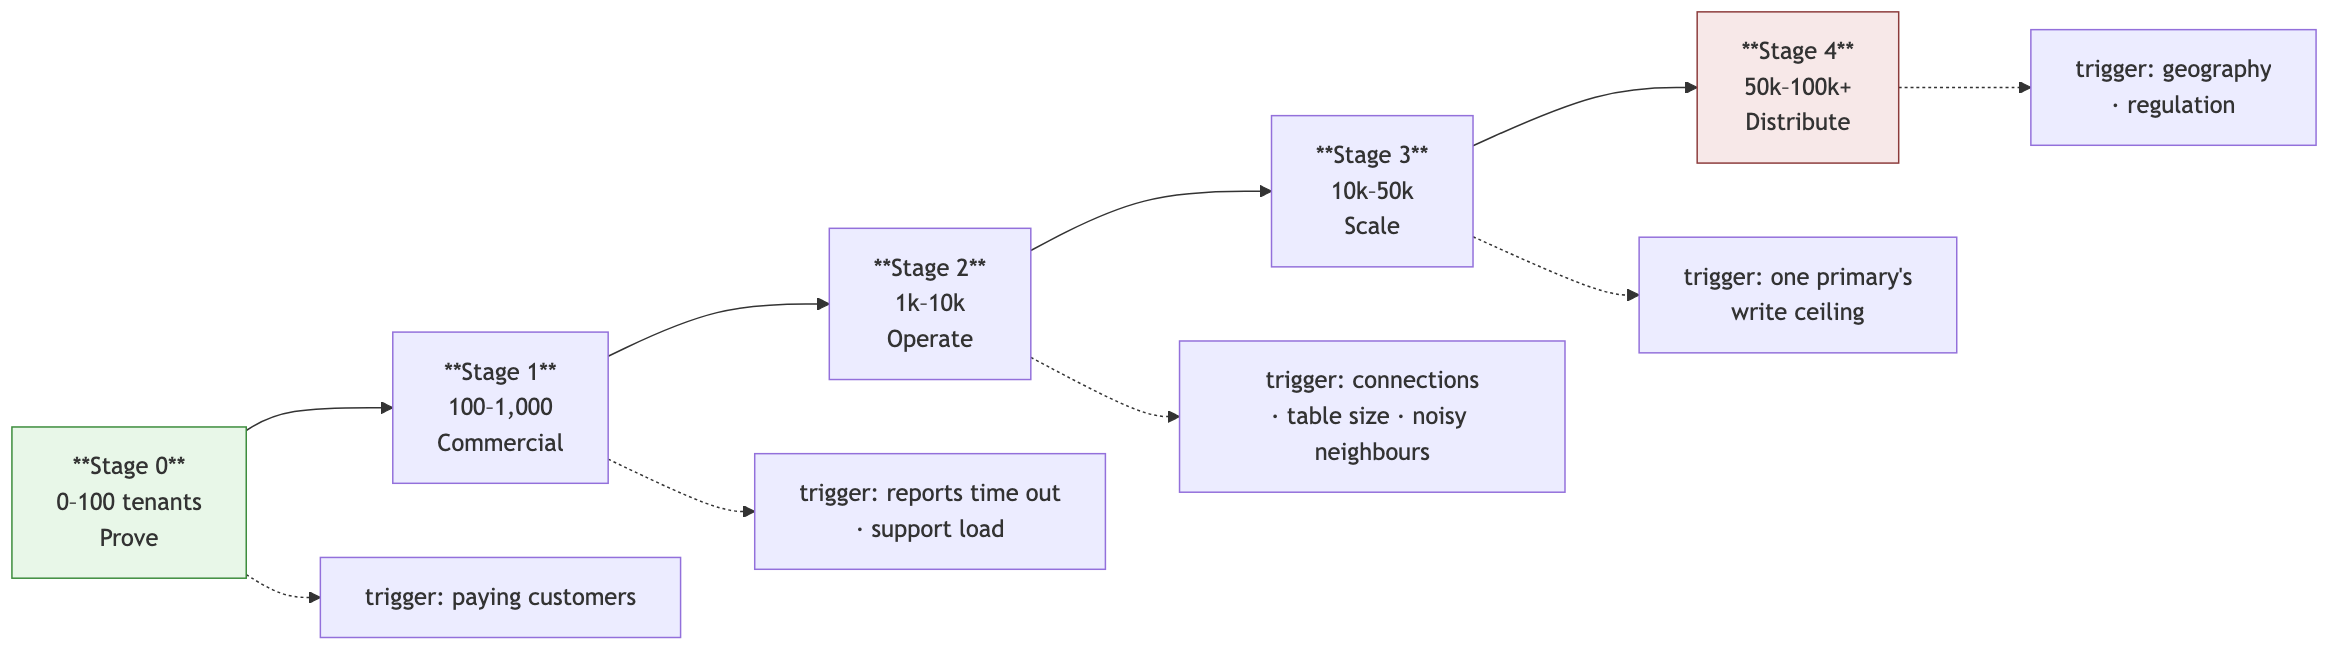 **Stage 0**
0–100 tenants
Prove
trigger: paying customers
**Stage 1**
100–1,000
Commercial
trigger: reports time out
· support load
**Stage 2**
1k–10k
Operate
trigger: connections
· table size · noisy
neighbours
**Stage 3**
10k–50k
Scale
trigger: one primary's
write ceiling
**Stage 4**
50k–100k+
Distribute
trigger: geography
· regulation